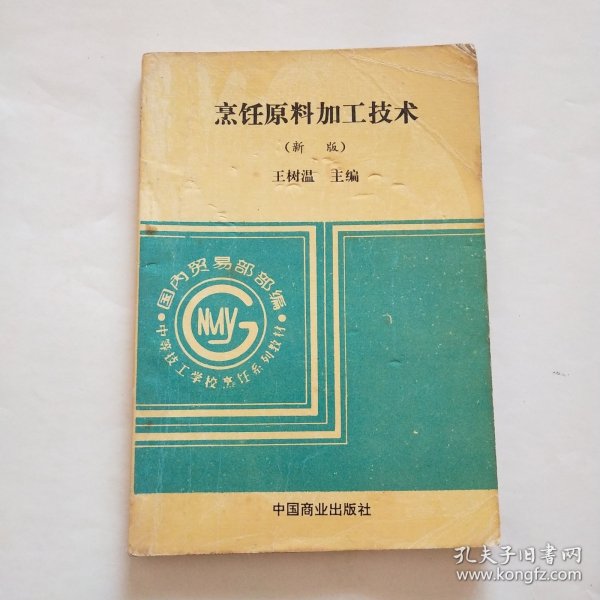 烹饪原料加工技术
（新 版）
王树温 主编
·国内贸易部部编·
GNMY
中等技工学校烹饪系列教材
中国商业出版社
孔夫子旧书网
www.kongfz.com